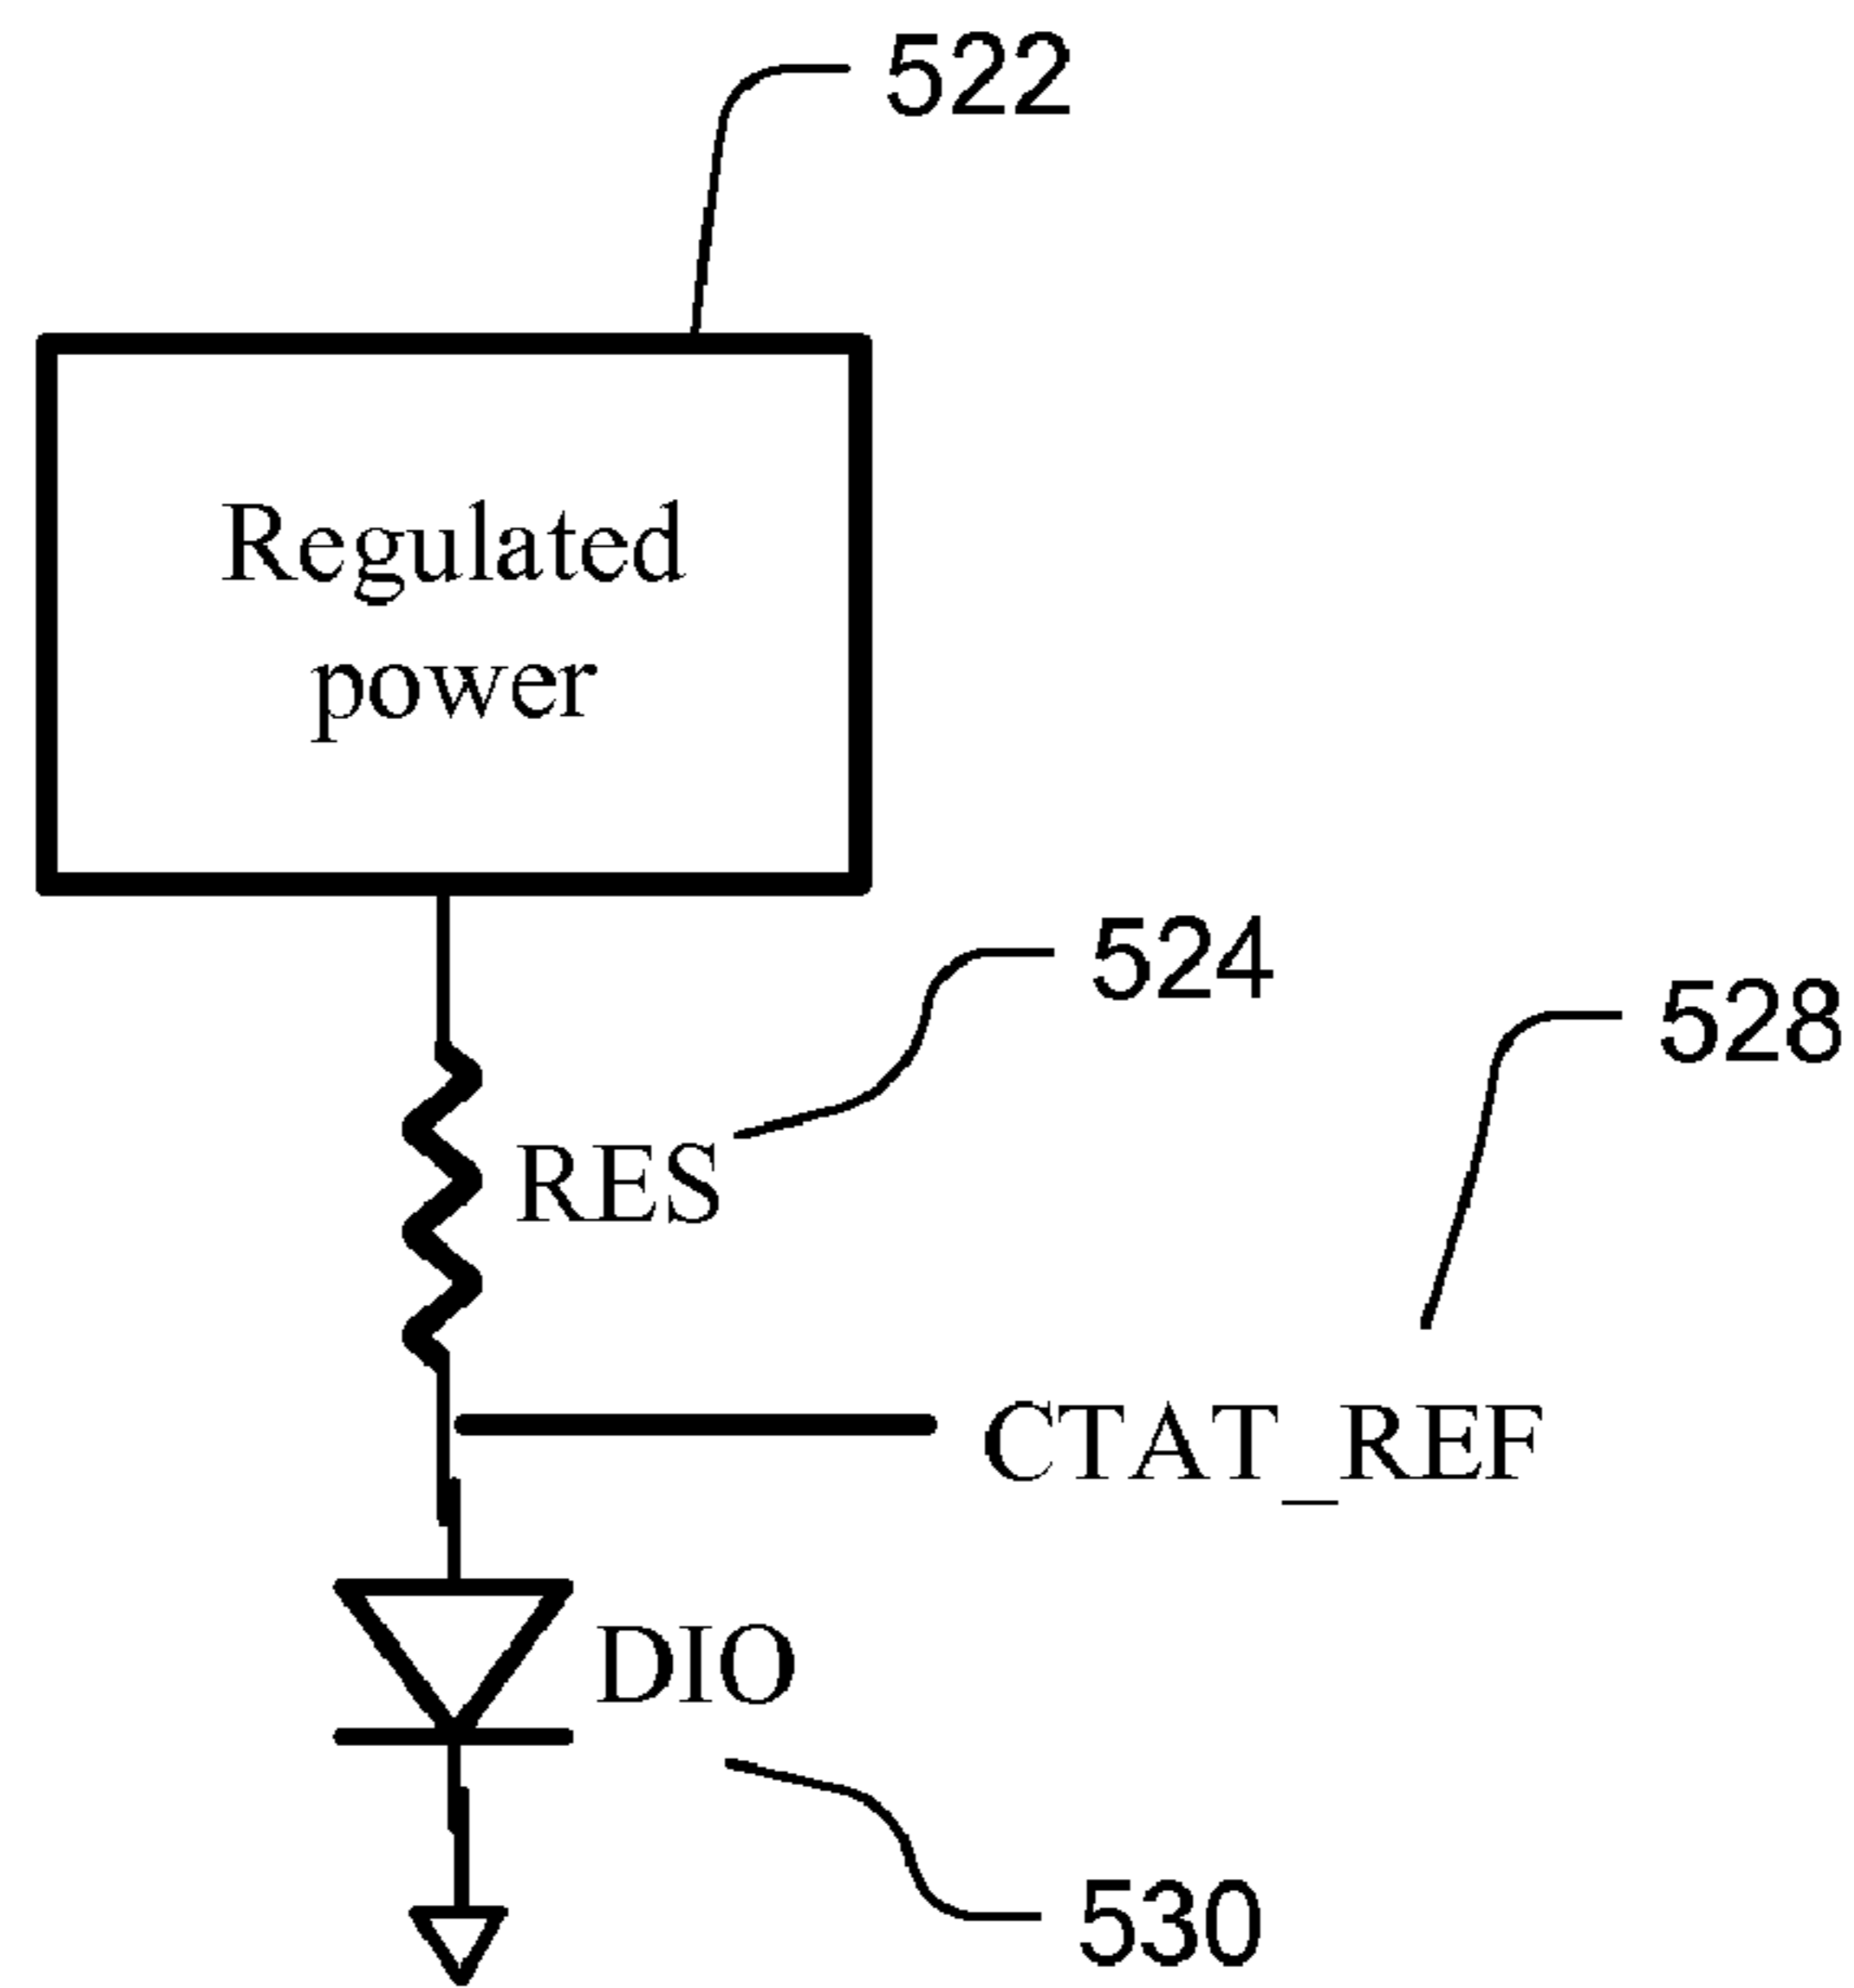 522
Regulated
power
524
528
RES
CTAT_REF
DIO
530